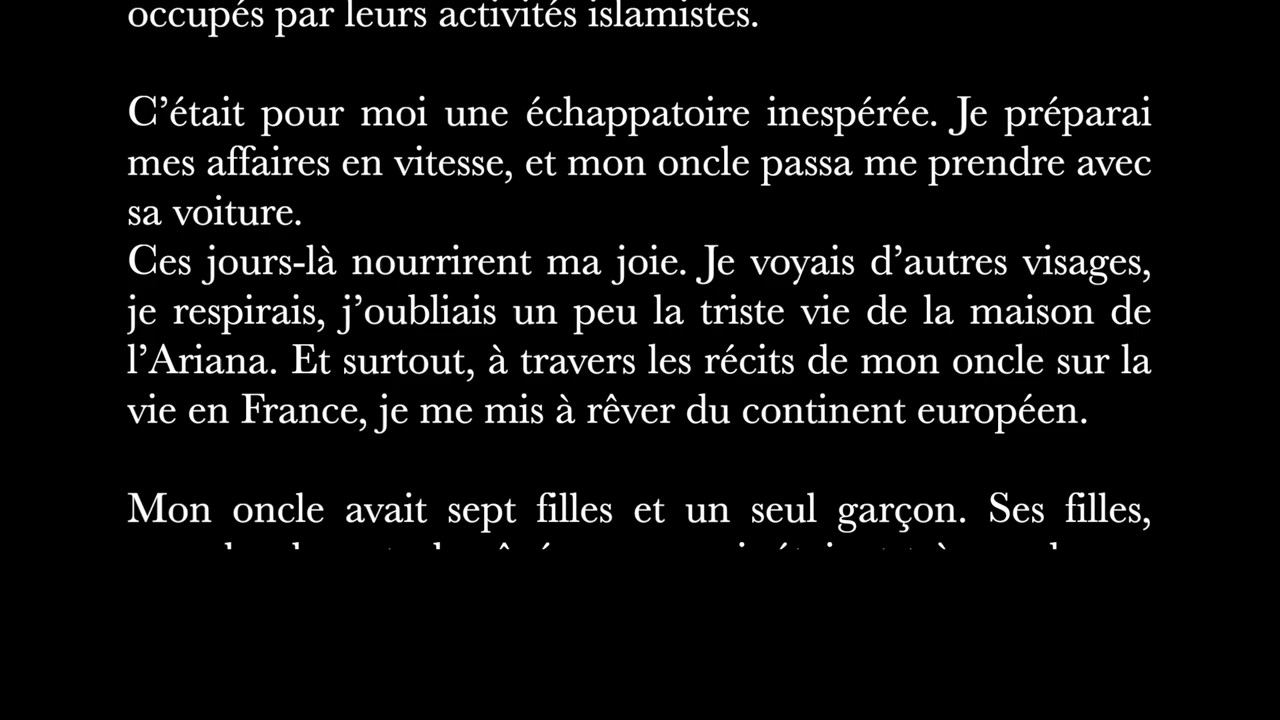 occupés par leurs activités islamistes.
C’était pour moi une échappatoire inespérée. Je préparai
mes affaires en vitesse, et mon oncle passa me prendre avec
sa voiture.
Ces jours-là nourrirent ma joie. Je voyais d’autres visages,
je respirais, j’oubliais un peu la triste vie de la maison de
l’Ariana. Et surtout, à travers les récits de mon oncle sur la
vie en France, je me mis à rêver du continent européen.
Mon oncle avait sept filles et un seul garçon. Ses filles,